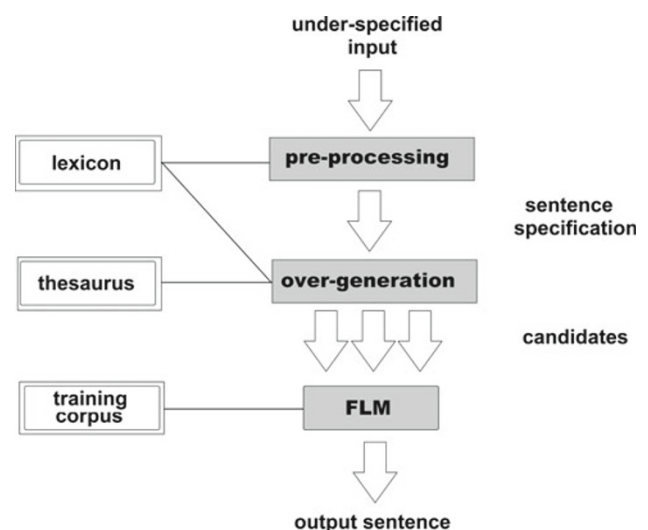 under-specified
input
lexicon
pre-processing
sentence
specification
thesaurus
over-generation
candidates
training
corpus
FLM
output sentence